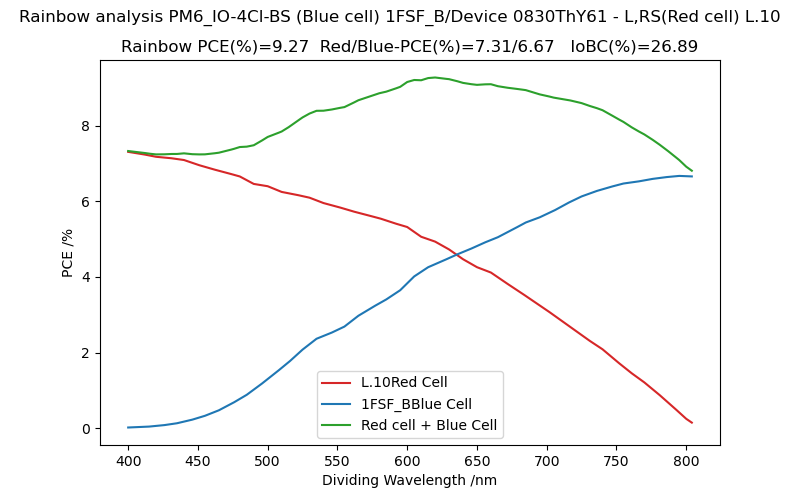 Rainbow analysis PM6_IO-4Cl-BS (Blue cell) 1FSF_B/Device 0830ThY61 - L,RS(Red cell) L.10
Rainbow PCE(%)=9.27  Red/Blue-PCE(%)=7.31/6.67   IoBC(%)=26.89
PCE /%
8
6
4
2
0
L.10Red Cell
1FSF_BBlue Cell
Red cell + Blue Cell
400 450 500 550 600 650 700 750 800
Dividing Wavelength /nm